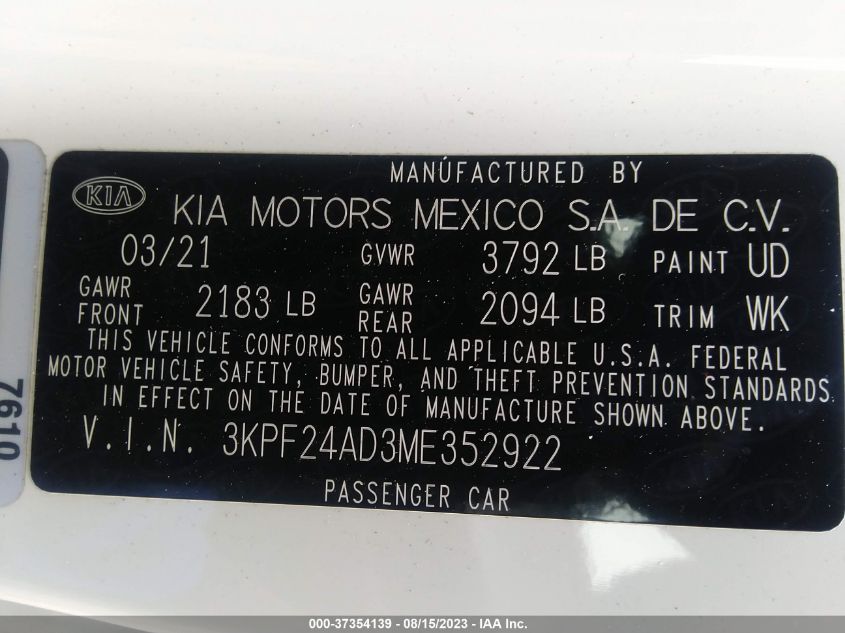 MANUFACTURED BY
KIA
KIA MOTORS MEXICO S.A. DE C.V.
03/21 GVWR 3792 LB PAINT UD
GAWR FRONT 2183 LB GAWR REAR 2094 LB TRIM WK
THIS VEHICLE CONFORMS TO ALL APPLICABLE U.S.A. FEDERAL
MOTOR VEHICLE SAFETY, BUMPER, AND THEFT PREVENTION STANDARDS
IN EFFECT ON THE DATE OF MANUFACTURE SHOWN ABOVE.
V.I.N. 3KPF24AD3ME352922
PASSENGER CAR
000-37354139 - 08/15/2023 - IAA Inc.